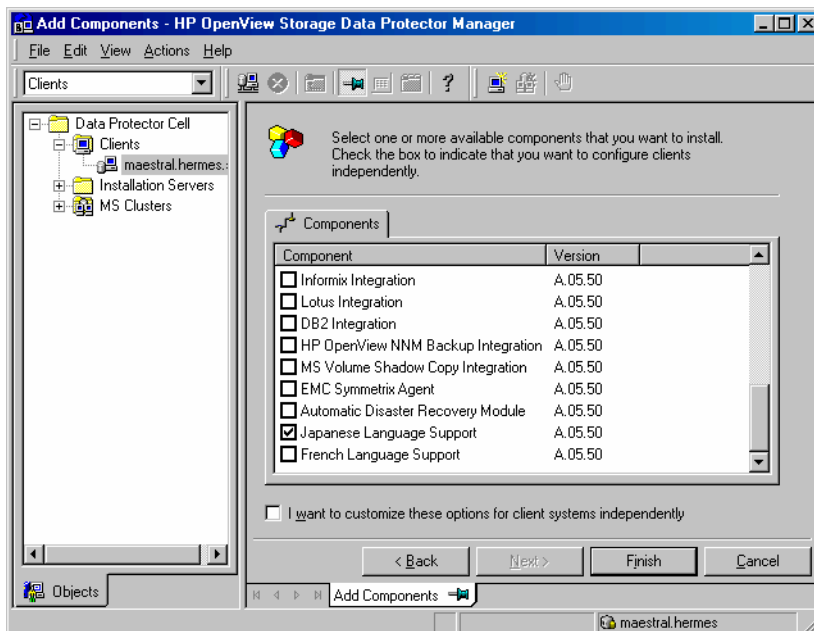 Add Components - HP OpenView Storage Data Protector Manager
File Edit View Actions Help
Clients
Data Protector Cell
Clients
maestral.hermes.
Installation Servers
MS Clusters
Objects
Select one or more available components that you want to install.
Check the box to indicate that you want to configure clients
independently.
Components
Component Version
Informix Integration A.05.50
Lotus Integration A.05.50
DB2 Integration A.05.50
HP OpenView NNM Backup Integration A.05.50
MS Volume Shadow Copy Integration A.05.50
EMC Symmetrix Agent A.05.50
Automatic Disaster Recovery Module A.05.50
Japanese Language Support A.05.50
French Language Support A.05.50
I want to customize these options for client systems independently
< Back Next > Finish Cancel
Add Components
maestral.hermes